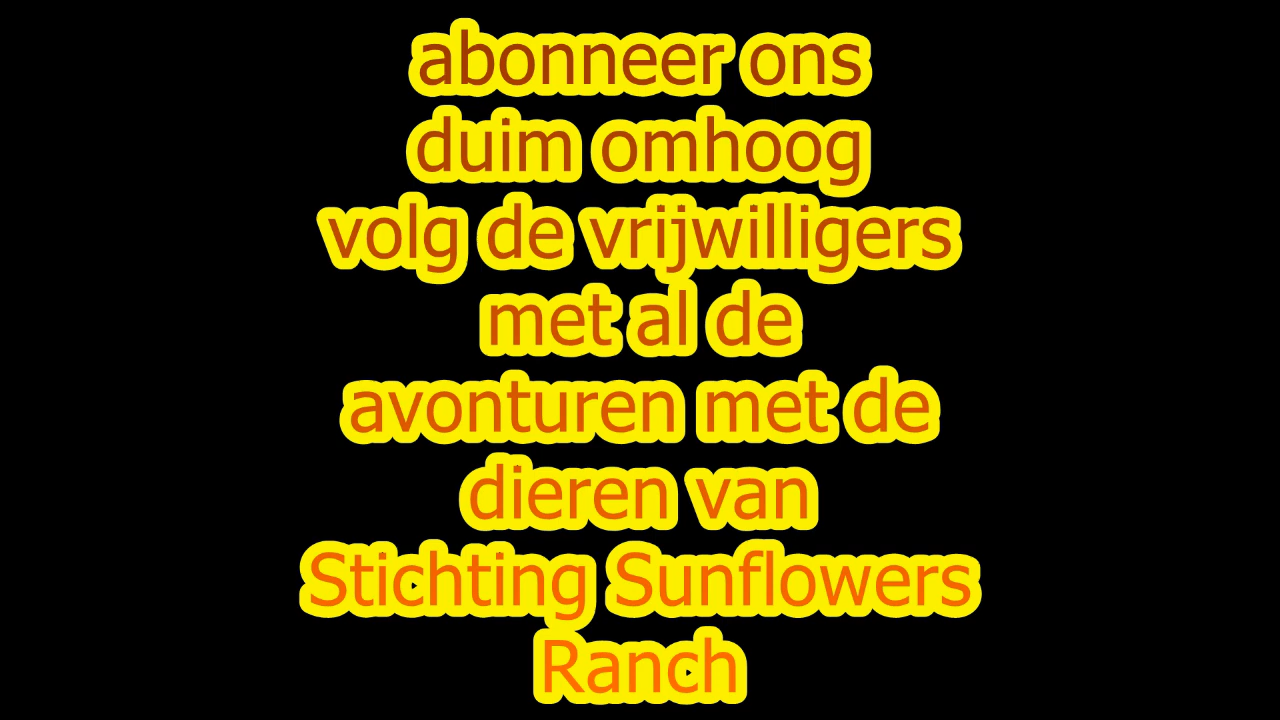 abonneer ons
duim omhoog
volg de vrijwilligers
met al de
avonturen met de
dieren van
Stichting Sunflowers
Ranch